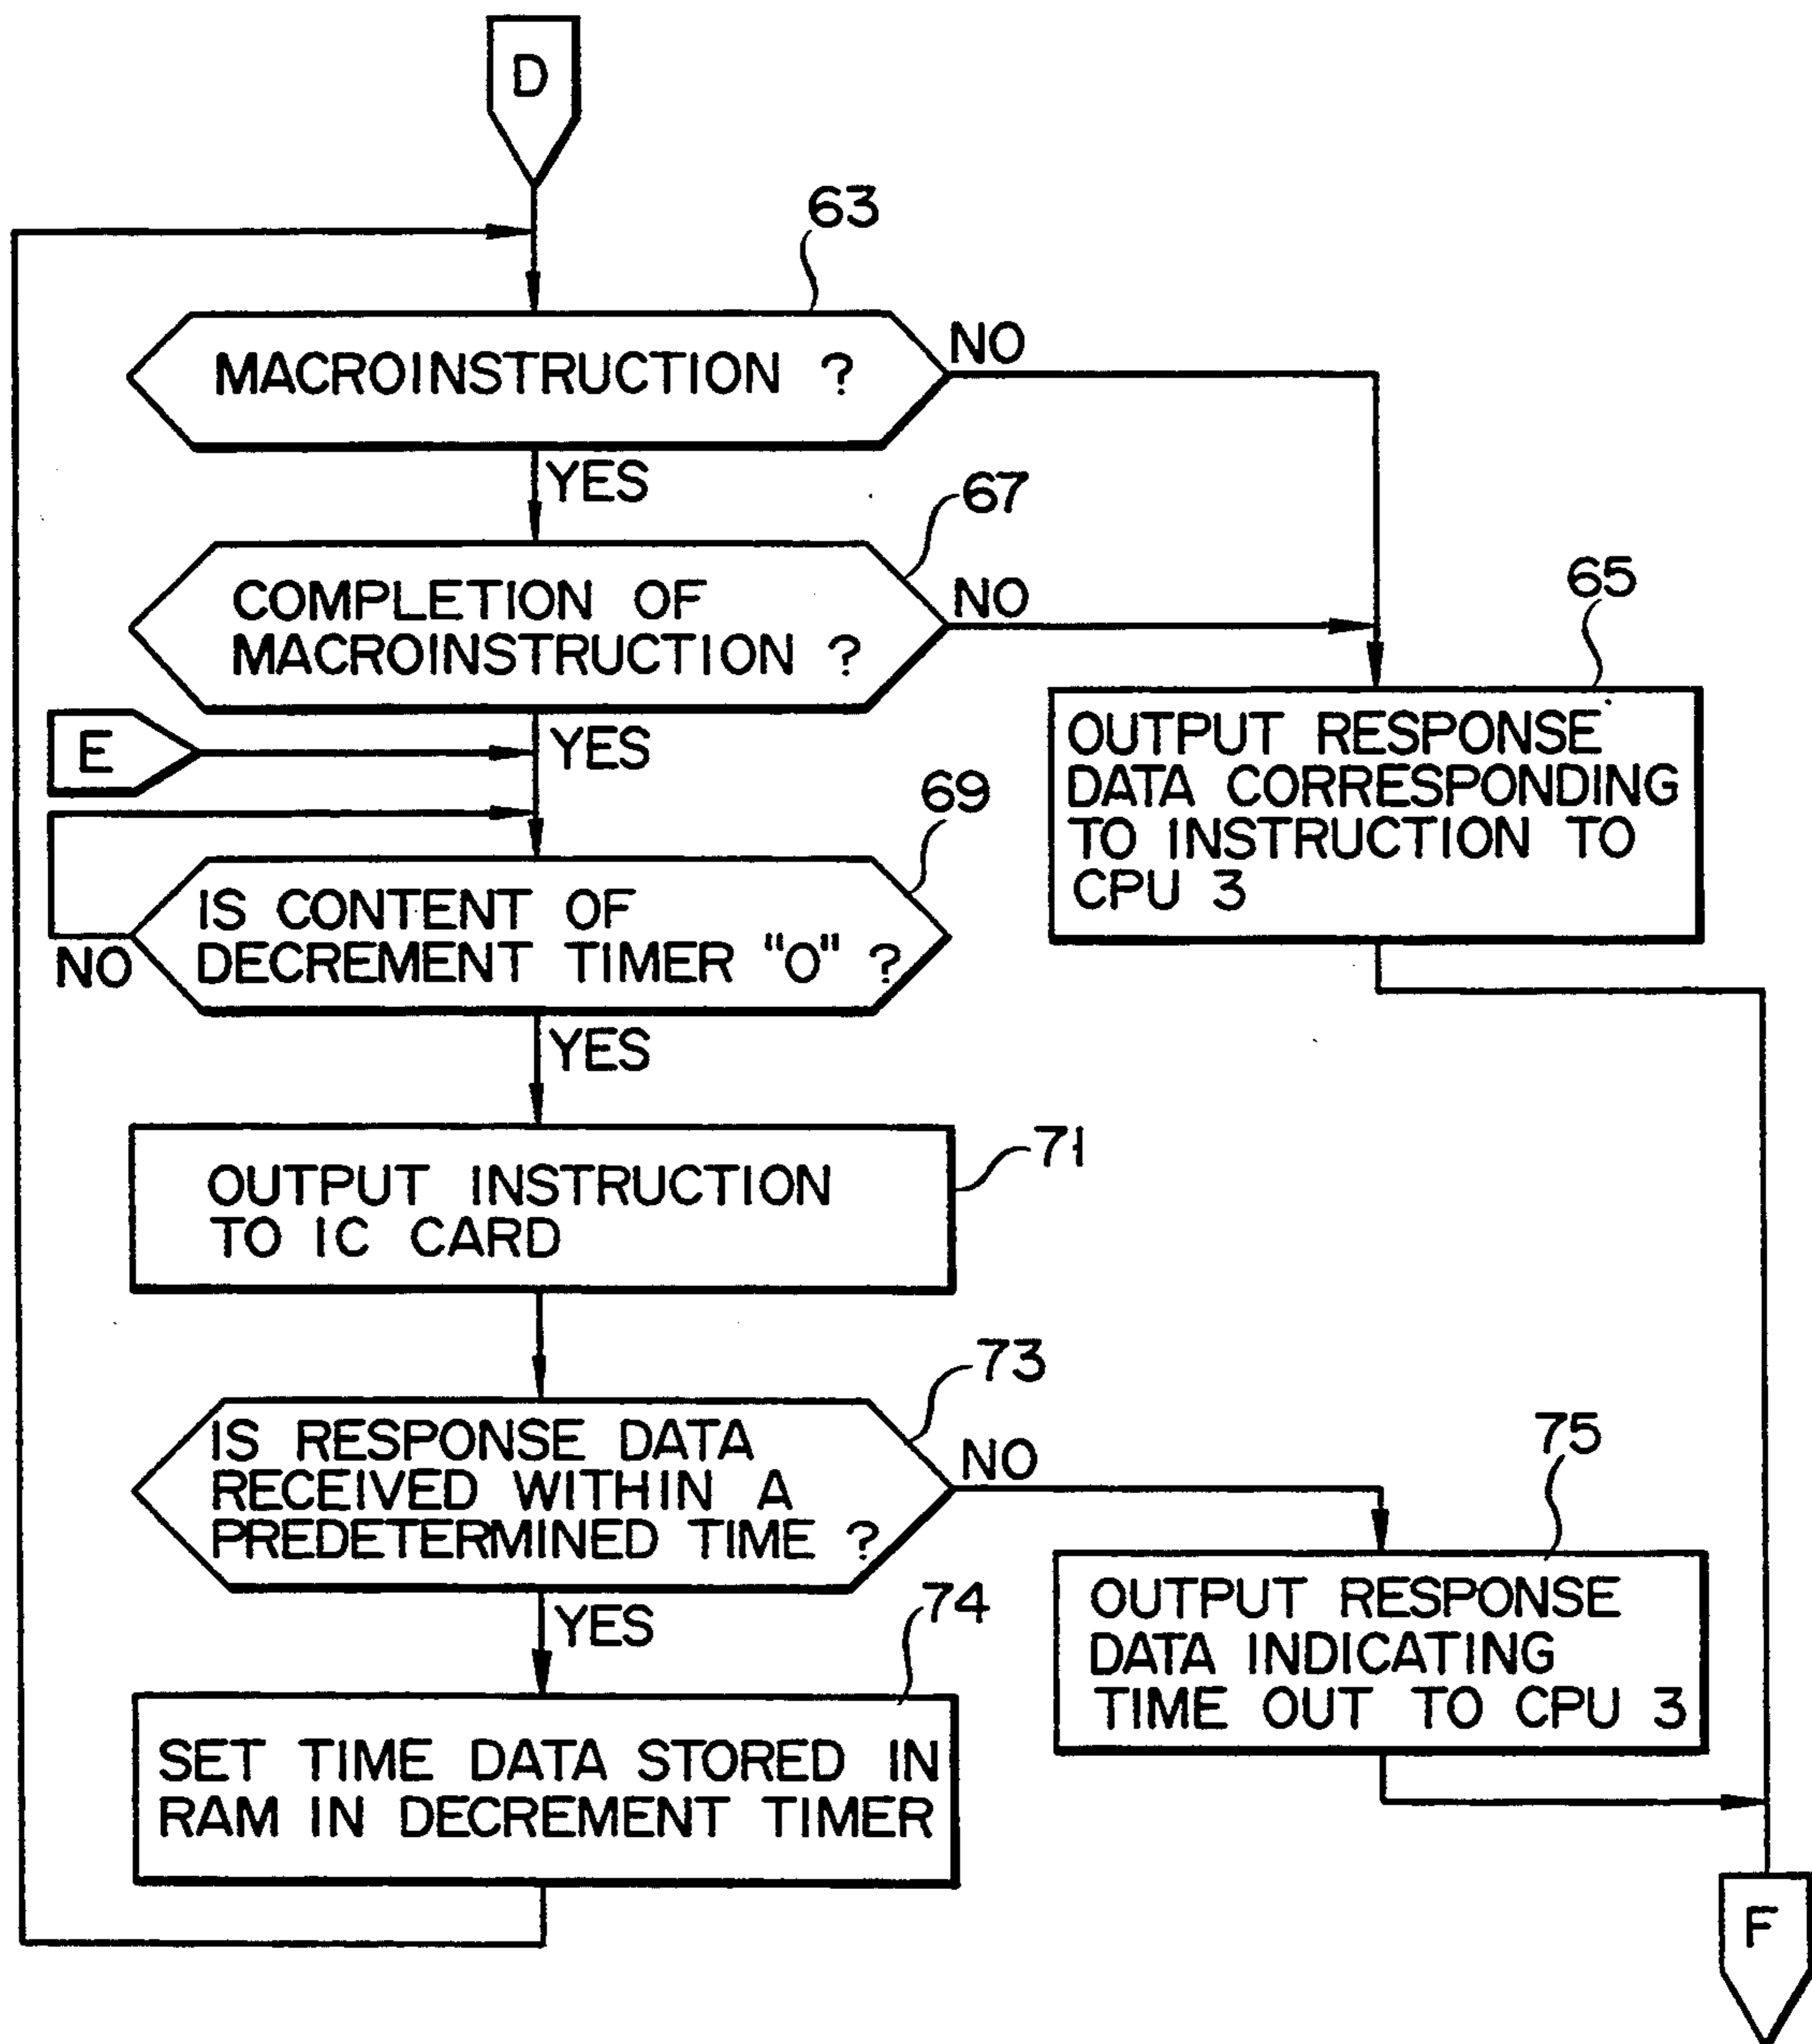 D
63
MACROINSTRUCTION ?
NO
YES
67
COMPLETION OF
MACROINSTRUCTION ?
NO
65
OUTPUT RESPONSE
DATA CORRESPONDING
TO INSTRUCTION TO
CPU 3
E
YES
69
IS CONTENT OF
DECREMENT TIMER "O" ?
NO
YES
71
OUTPUT INSTRUCTION
TO IC CARD
73
IS RESPONSE DATA
RECEIVED WITHIN A
PREDETERMINED TIME ?
NO
75
OUTPUT RESPONSE
DATA INDICATING
TIME OUT TO CPU 3
YES
74
SET TIME DATA STORED IN
RAM IN DECREMENT TIMER
F